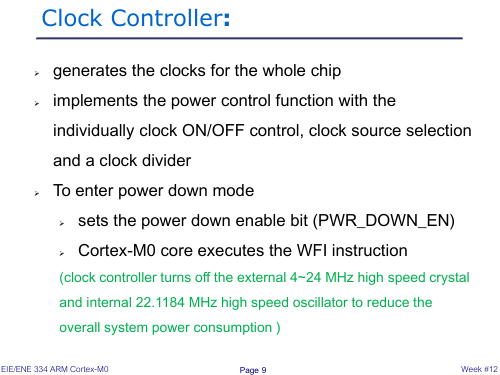 Clock Controller:
generates the clocks for the whole chip
implements the power control function with the
individually clock ON/OFF control, clock source selection
and a clock divider
To enter power down mode
sets the power down enable bit (PWR_DOWN_EN)
Cortex-M0 core executes the WFI instruction
(clock controller turns off the external 4~24 MHz high speed crystal
and internal 22.1184 MHz high speed oscillator to reduce the
overall system power consumption )
EIE/ENE 334 ARM Cortex-M0
Page 9
Week #12